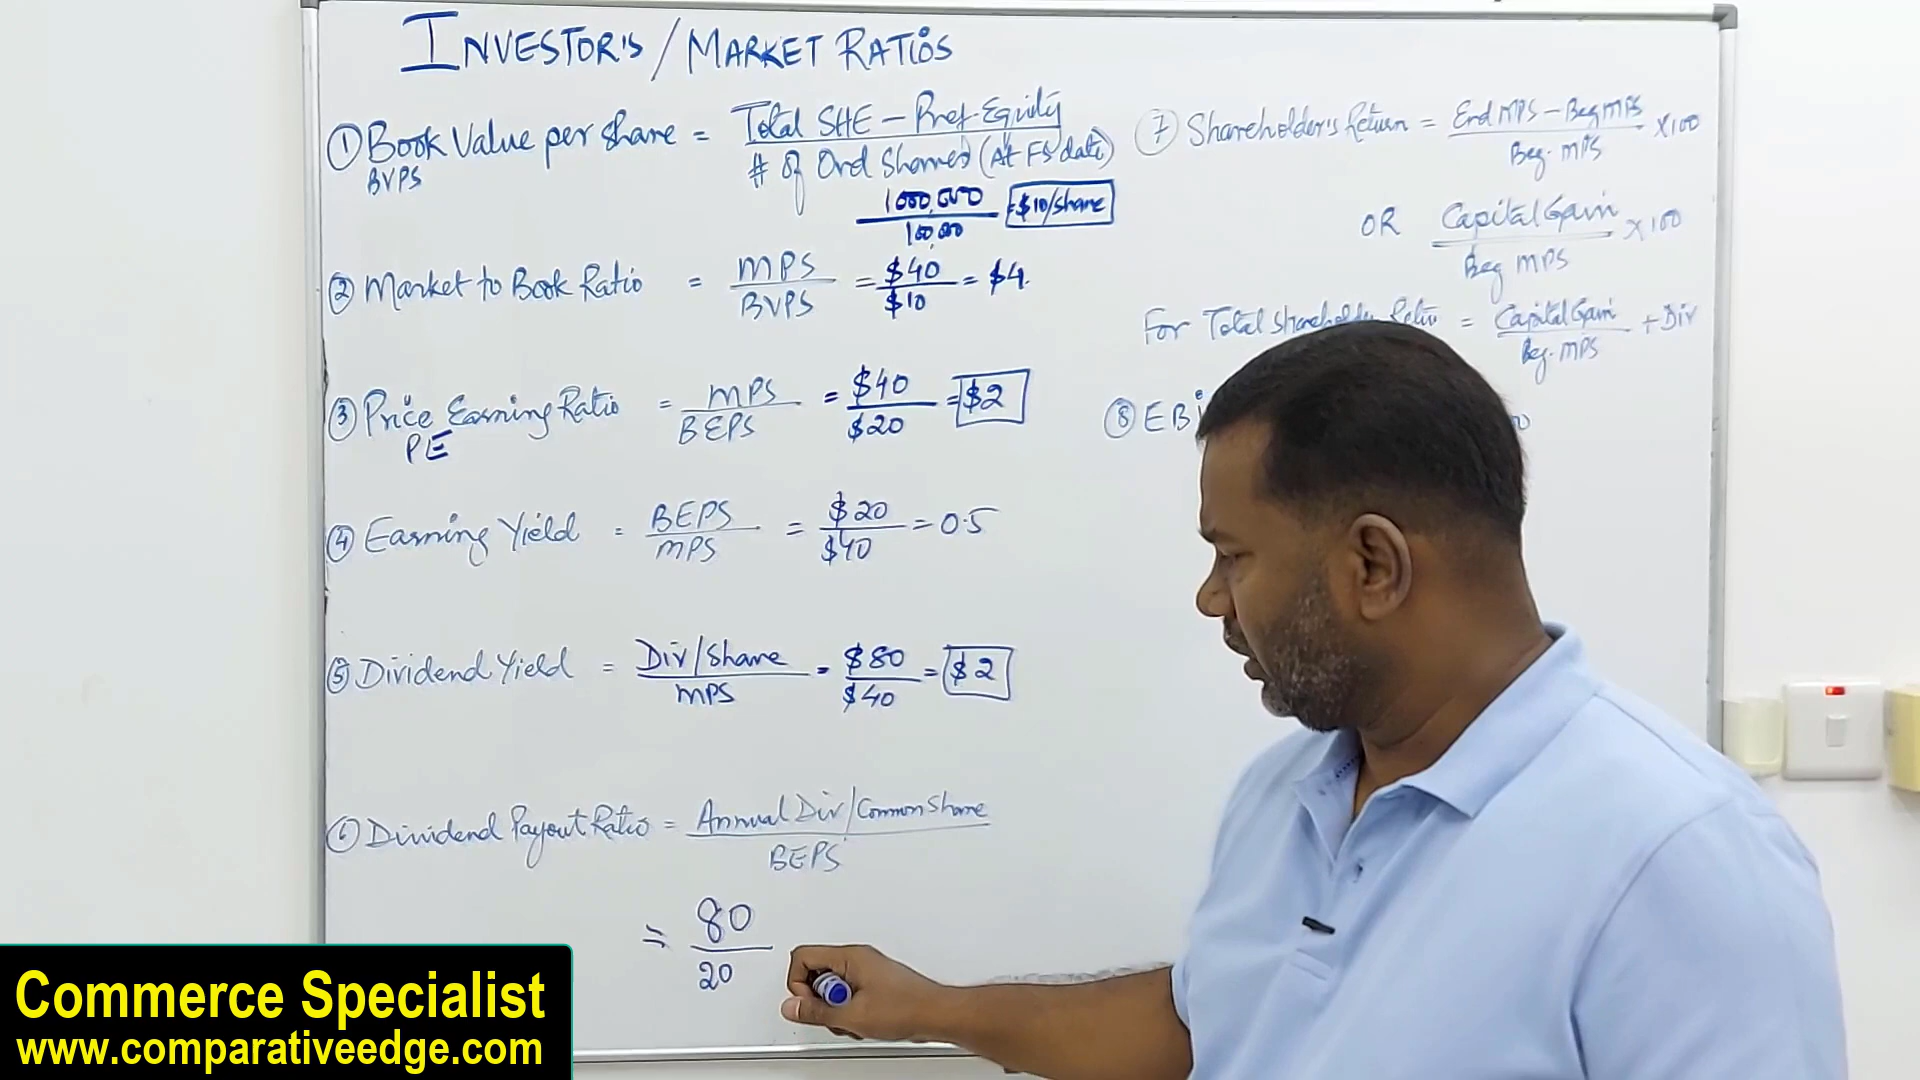 INVESTOR'S / MARKET RATIOS
① Book Value per Share = Total SHE – Pref. Equity
# of Ord Shares (At FS date)
BVPS
1000,000 = $10/share
100,000
② Market to Book Ratio = MPS = $40 = $4.
BVPS $10
③ Price Earning Ratio = MPS = $40 = $2
BEPS $20
PE
④ Earning Yield = BEPS = $20 = 0.5
MPS $40
⑤ Dividend Yield = Div/Share = $80 = $2
MPS $40
⑥ Dividend Payout Ratio = Annual Div/Common Share
BEPS
= 80
20
⑦ Shareholder's Return = End MPS – Beg MPS × 100
Beg. MPS
OR Capital Gain × 100
Beg MPS
For Total Shareholder = Capital Gain + Div
Beg. MPS
⑧ EBI
Commerce Specialist
www.comparativeedge.com